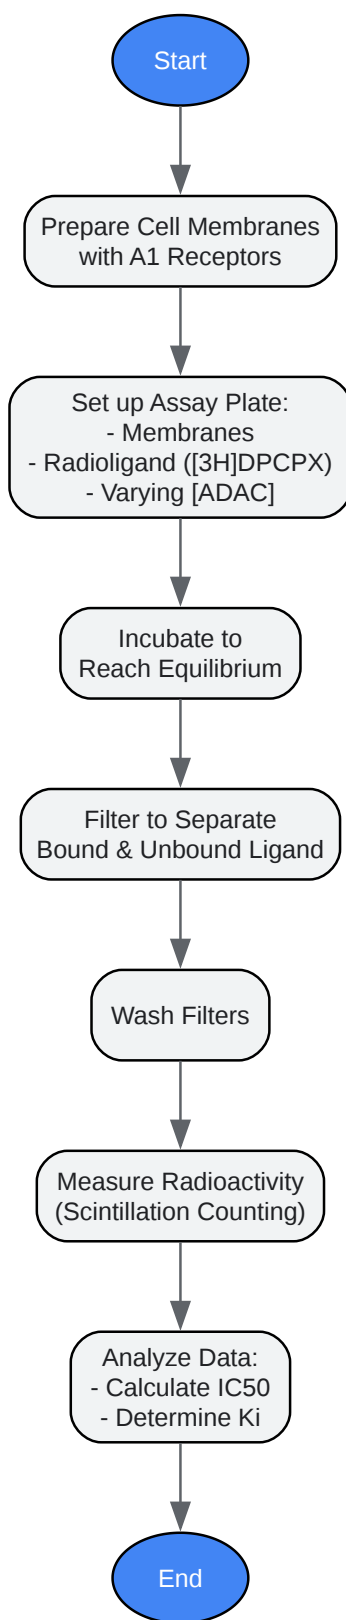 Start
Prepare Cell Membranes
with A1 Receptors
Set up Assay Plate:
- Membranes
- Radioligand ([3H]DPCPX)
- Varying [ADAC]
Incubate to
Reach Equilibrium
Filter to Separate
Bound & Unbound Ligand
Wash Filters
Measure Radioactivity
(Scintillation Counting)
Analyze Data:
- Calculate IC50
- Determine Ki
End